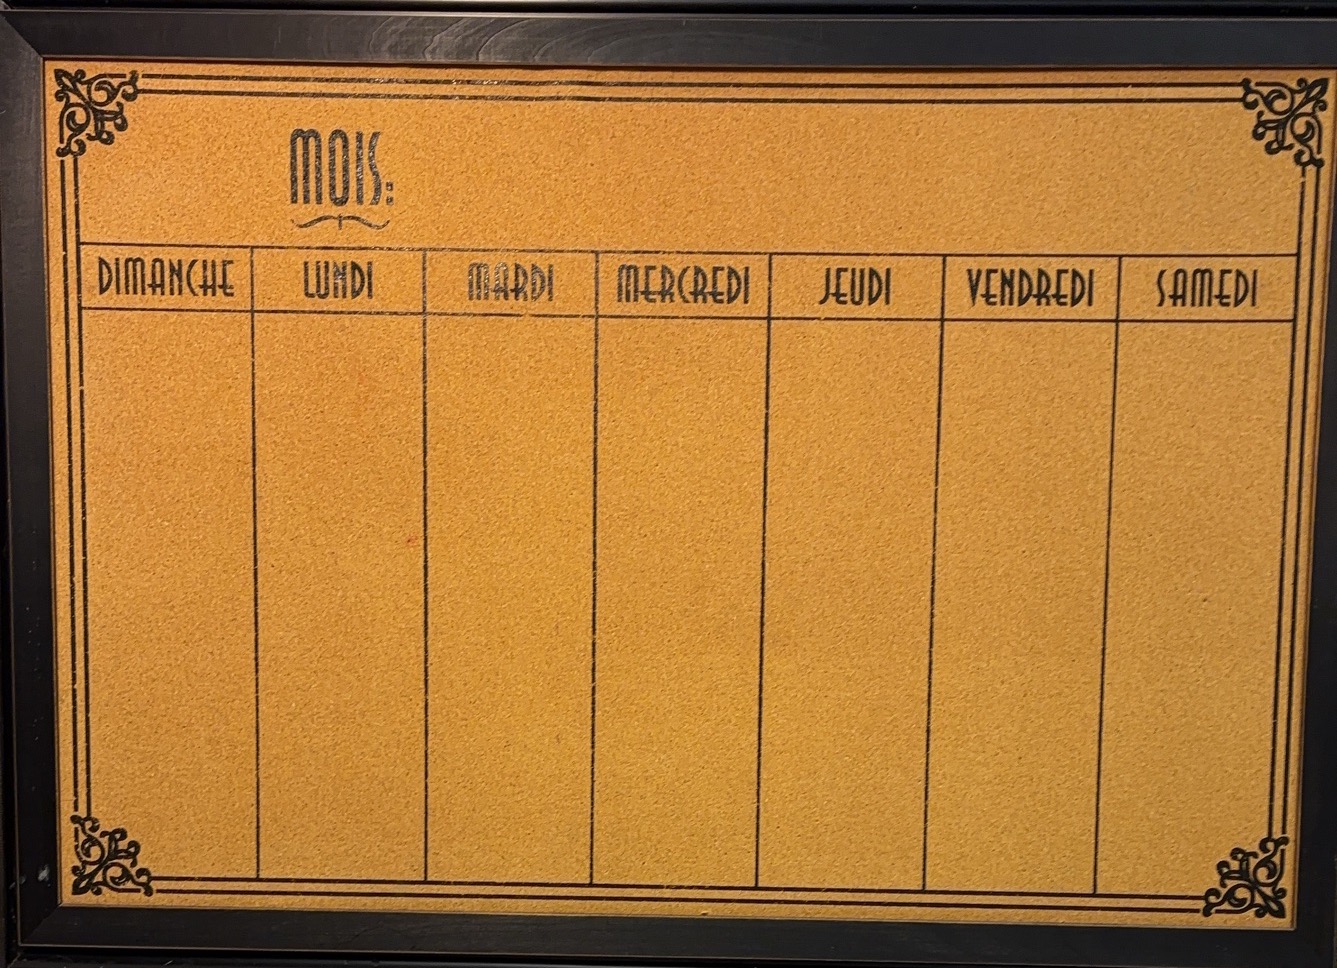 MOIS:
DIMANCHE LUNDI MARDI MERCREDI JEUDI VENDREDI SAMEDI